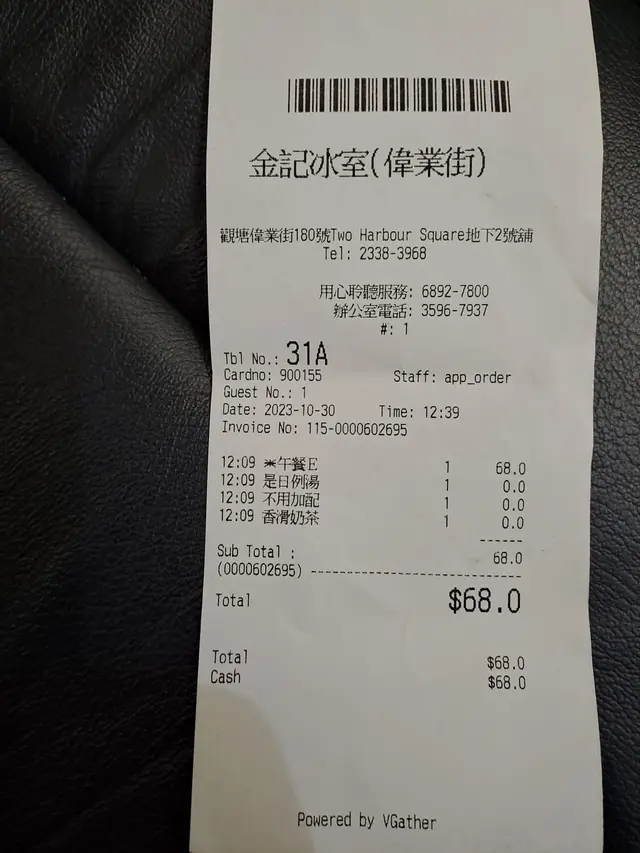 金記冰室(偉業街)
觀塘偉業街180號Two Harbour Square地下2號舖
Tel: 2338-3968
用心聆聽服務: 6892-7800
辦公室電話: 3596-7937
#: 1
Tbl No.: 31A
Cardno: 900155 Staff: app_order
Guest No.: 1
Date: 2023-10-30 Time: 12:39
Invoice No: 115-0000602695
12:09 *午餐E 1 68.0
12:09 是日例湯 1 0.0
12:09 不用加配 1 0.0
12:09 香滑奶茶 1 0.0
------
Sub Total : 68.0
(0000602695) ------------------------------
Total $68.0
Total $68.0
Cash $68.0
Powered by VGather